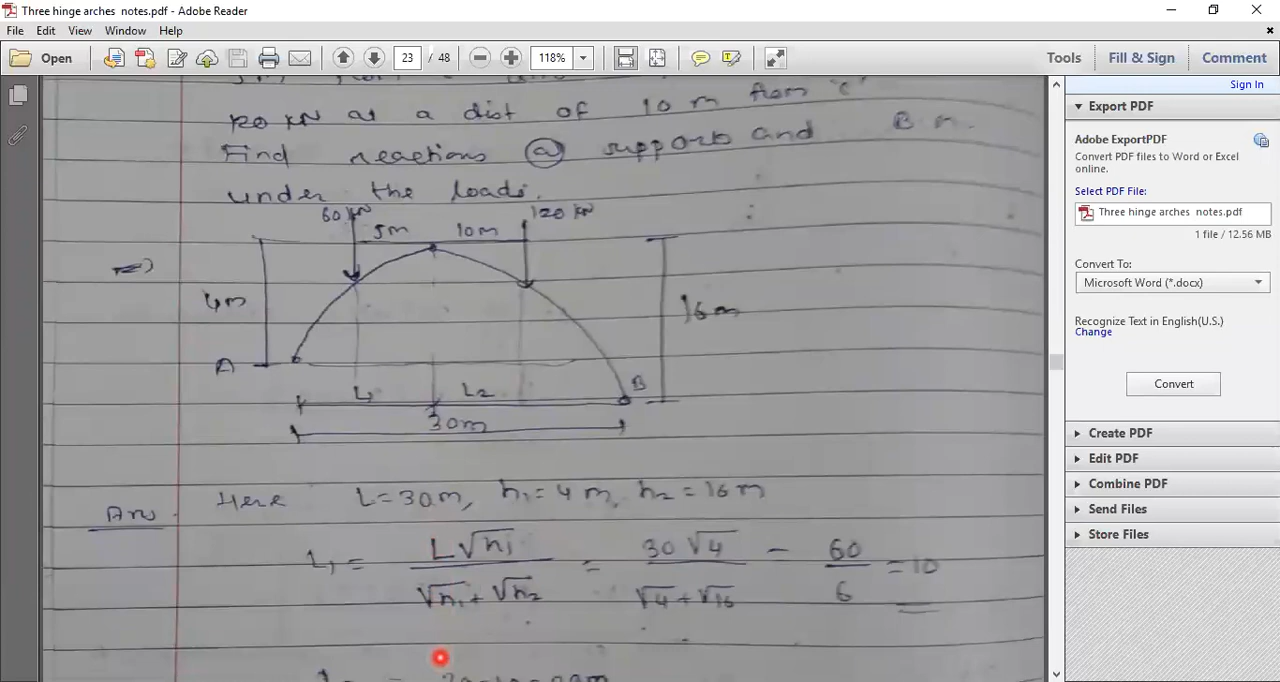 Three hinge arches notes.pdf - Adobe Reader
File Edit View Window Help
Open 23 / 48 118% Tools Fill & Sign Comment
Sign In
Export PDF
Adobe ExportPDF
Convert PDF files to Word or Excel
online.
Select PDF File:
Three hinge arches notes.pdf
1 file / 12.56 MB
Convert To:
Microsoft Word (*.docx)
Recognize Text in English(U.S.)
Change
Convert
Create PDF
Edit PDF
Combine PDF
Send Files
Store Files
120 kN at a dist of 10 m from 'c'
Find reactions @ supports and B m.
under the loads.
60 kN 120 kN
5m 10m
4m 16m
A B
L1 L2
30m
Ans Here L=30m, h1=4m, h2=16m
L1 = L√h1 / √h1+√h2 = 30√4 / √4+√16 - 60 / 6 =10